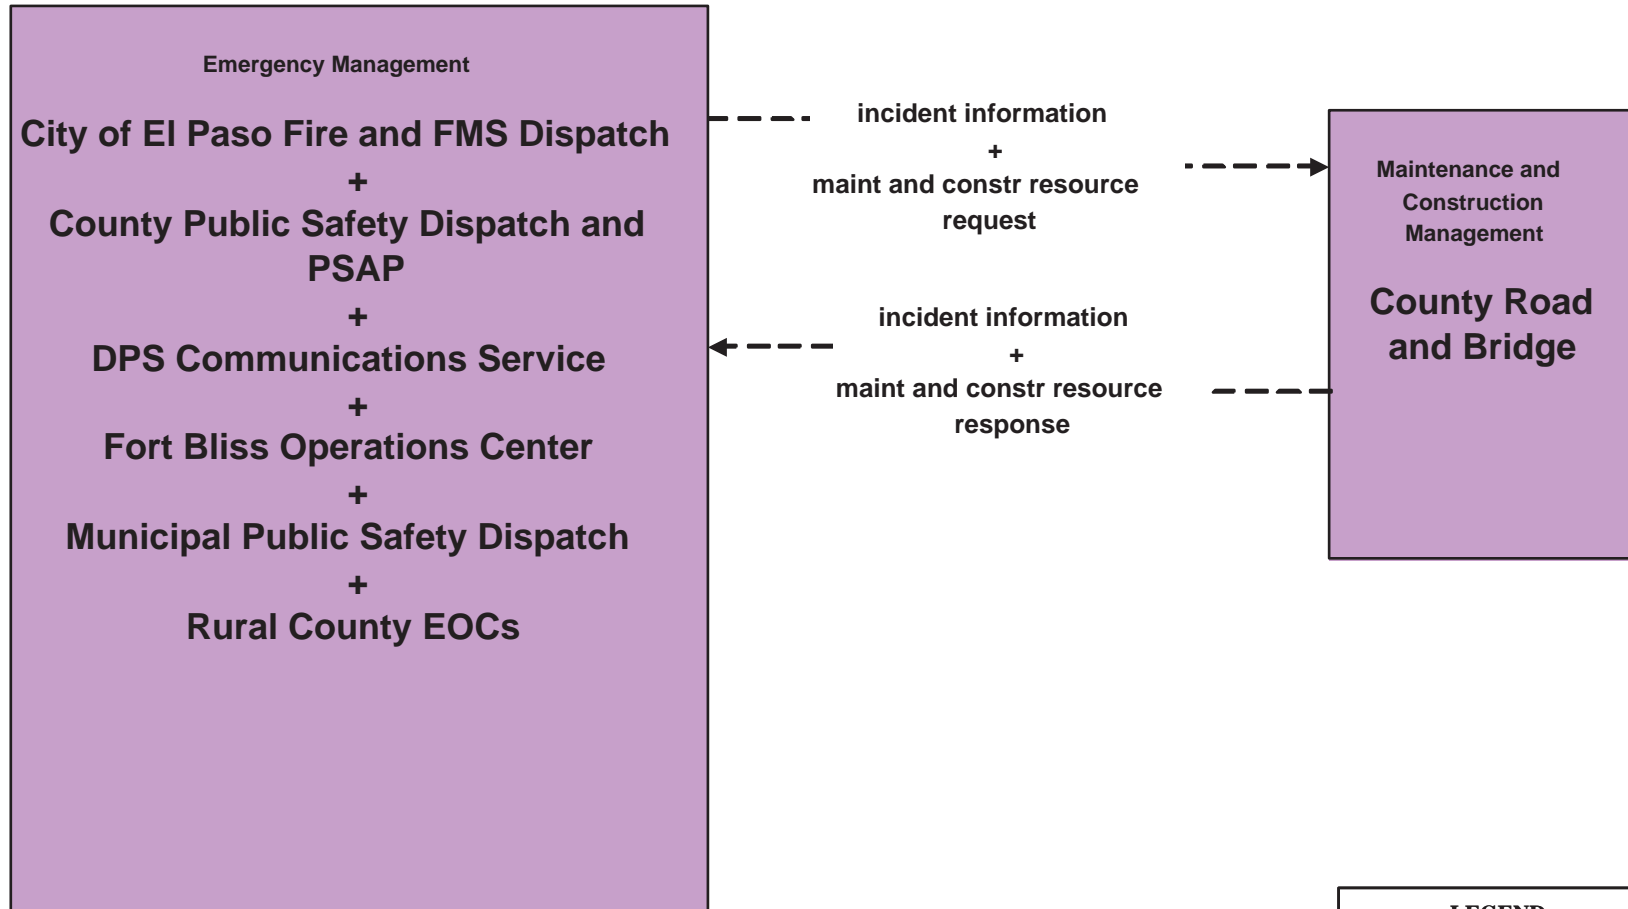 Emergency Management
City of El Paso Fire and FMS Dispatch
+
County Public Safety Dispatch and
PSAP
+
DPS Communications Service
+
Fort Bliss Operations Center
+
Municipal Public Safety Dispatch
+
Rural County EOCs
incident information
+
maint and constr resource
request
incident information
+
maint and constr resource
response
Maintenance and
Construction
Management
County Road
and Bridge
LEGEND